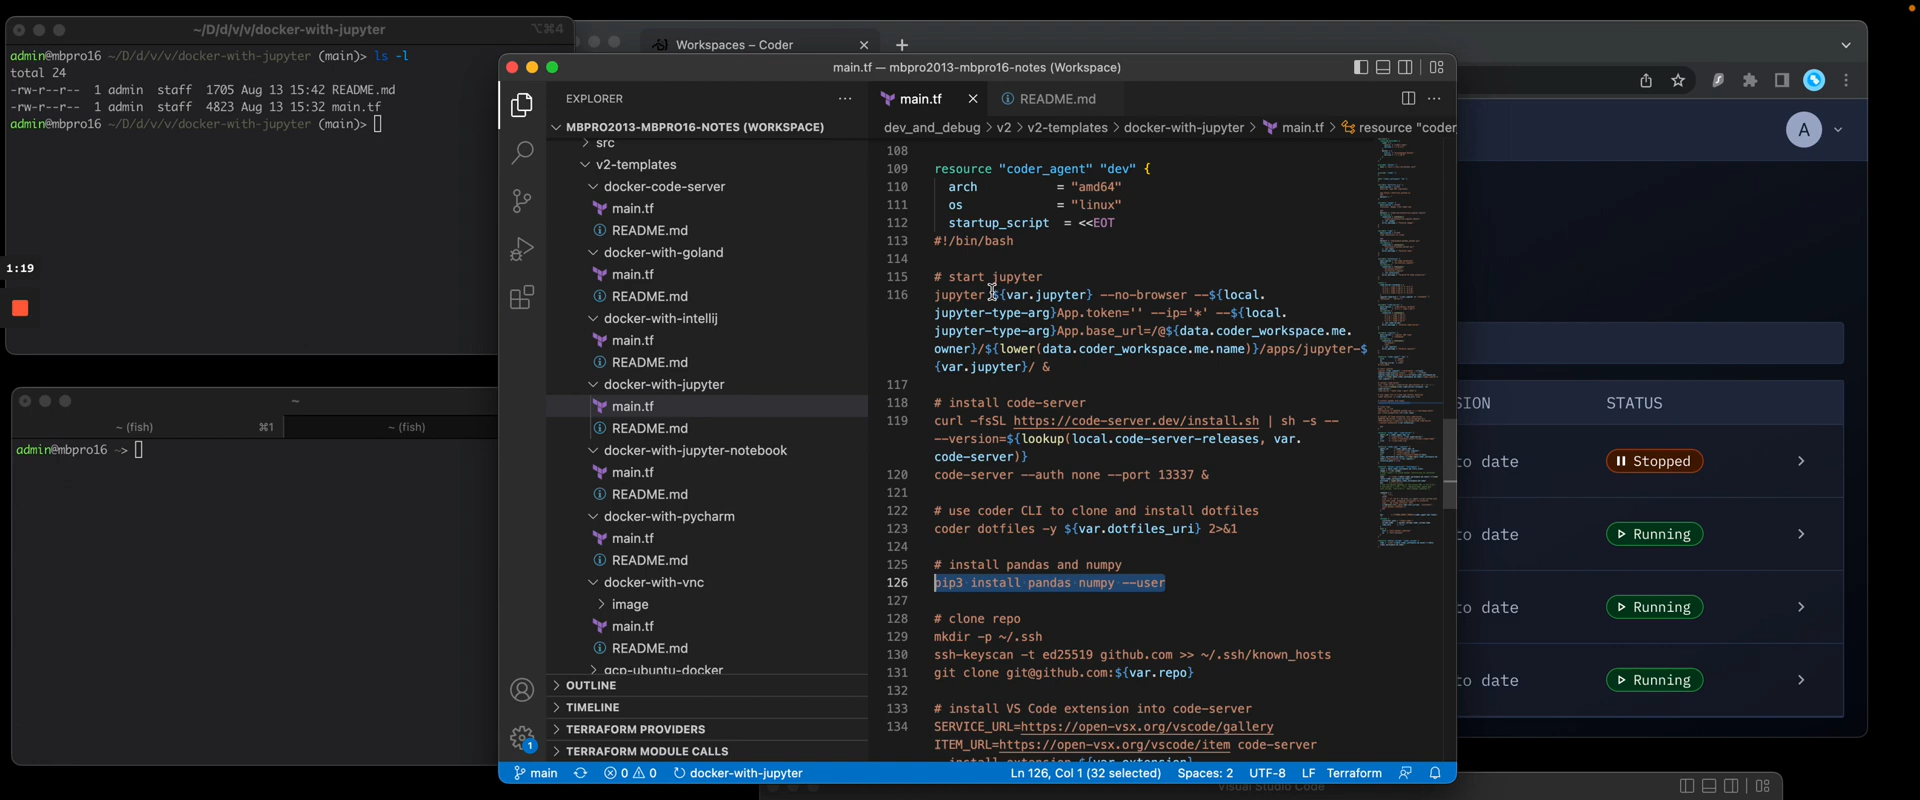 ~/D/d/v/v/docker-with-jupyter
⌥⌘4
admin@mbpro16 ~/D/d/v/v/docker-with-jupyter (main)> ls -l
total 24
-rw-r--r-- 1 admin staff 1705 Aug 13 15:42 README.md
-rw-r--r-- 1 admin staff 4823 Aug 13 15:32 main.tf
admin@mbpro16 ~/D/d/v/v/docker-with-jupyter (main)>
1:19
~
~ (fish)
⌘1
~ (fish)
admin@mbpro16 ~>
Workspaces – Coder
main.tf — mbpro2013-mbpro16-notes (Workspace)
EXPLORER
MBPRO2013-MBPRO16-NOTES (WORKSPACE)
src
v2-templates
docker-code-server
main.tf
README.md
docker-with-goland
main.tf
README.md
docker-with-intellij
main.tf
README.md
docker-with-jupyter
main.tf
README.md
docker-with-jupyter-notebook
main.tf
README.md
docker-with-pycharm
main.tf
README.md
docker-with-vnc
image
main.tf
README.md
gcp-ubuntu-docker
OUTLINE
TIMELINE
TERRAFORM PROVIDERS
TERRAFORM MODULE CALLS
main.tf
README.md
dev_and_debug > v2 > v2-templates > docker-with-jupyter > main.tf > resource "coder_
108
109 resource "coder_agent" "dev" {
110 arch = "amd64"
111 os = "linux"
112 startup_script = <<EOT
113 #!/bin/bash
114
115 # start jupyter
116 jupyter ${var.jupyter} --no-browser --${local.
jupyter-type-arg}App.token='' --ip='*' --${local.
jupyter-type-arg}App.base_url=/@${data.coder_workspace.me.
owner}/${lower(data.coder_workspace.me.name)}/apps/jupyter-$
{var.jupyter}/ &
117
118 # install code-server
119 curl -fsSL https://code-server.dev/install.sh | sh -s --
--version=${lookup(local.code-server-releases, var.
code-server)}
120 code-server --auth none --port 13337 &
121
122 # use coder CLI to clone and install dotfiles
123 coder dotfiles -y ${var.dotfiles_uri} 2>&1
124
125 # install pandas and numpy
126 pip3 install pandas numpy --user
127
128 # clone repo
129 mkdir -p ~/.ssh
130 ssh-keyscan -t ed25519 github.com >> ~/.ssh/known_hosts
131 git clone git@github.com:${var.repo}
132
133 # install VS Code extension into code-server
134 SERVICE_URL=https://open-vsx.org/vscode/gallery
ITEM_URL=https://open-vsx.org/vscode/item code-server
--install-extension ${var.extension}
1
main
0 0
docker-with-jupyter
Ln 126, Col 1 (32 selected)
Spaces: 2
UTF-8
LF
Terraform
A
SION
STATUS
to date
Stopped
to date
Running
to date
Running
to date
Running
Visual Studio Code